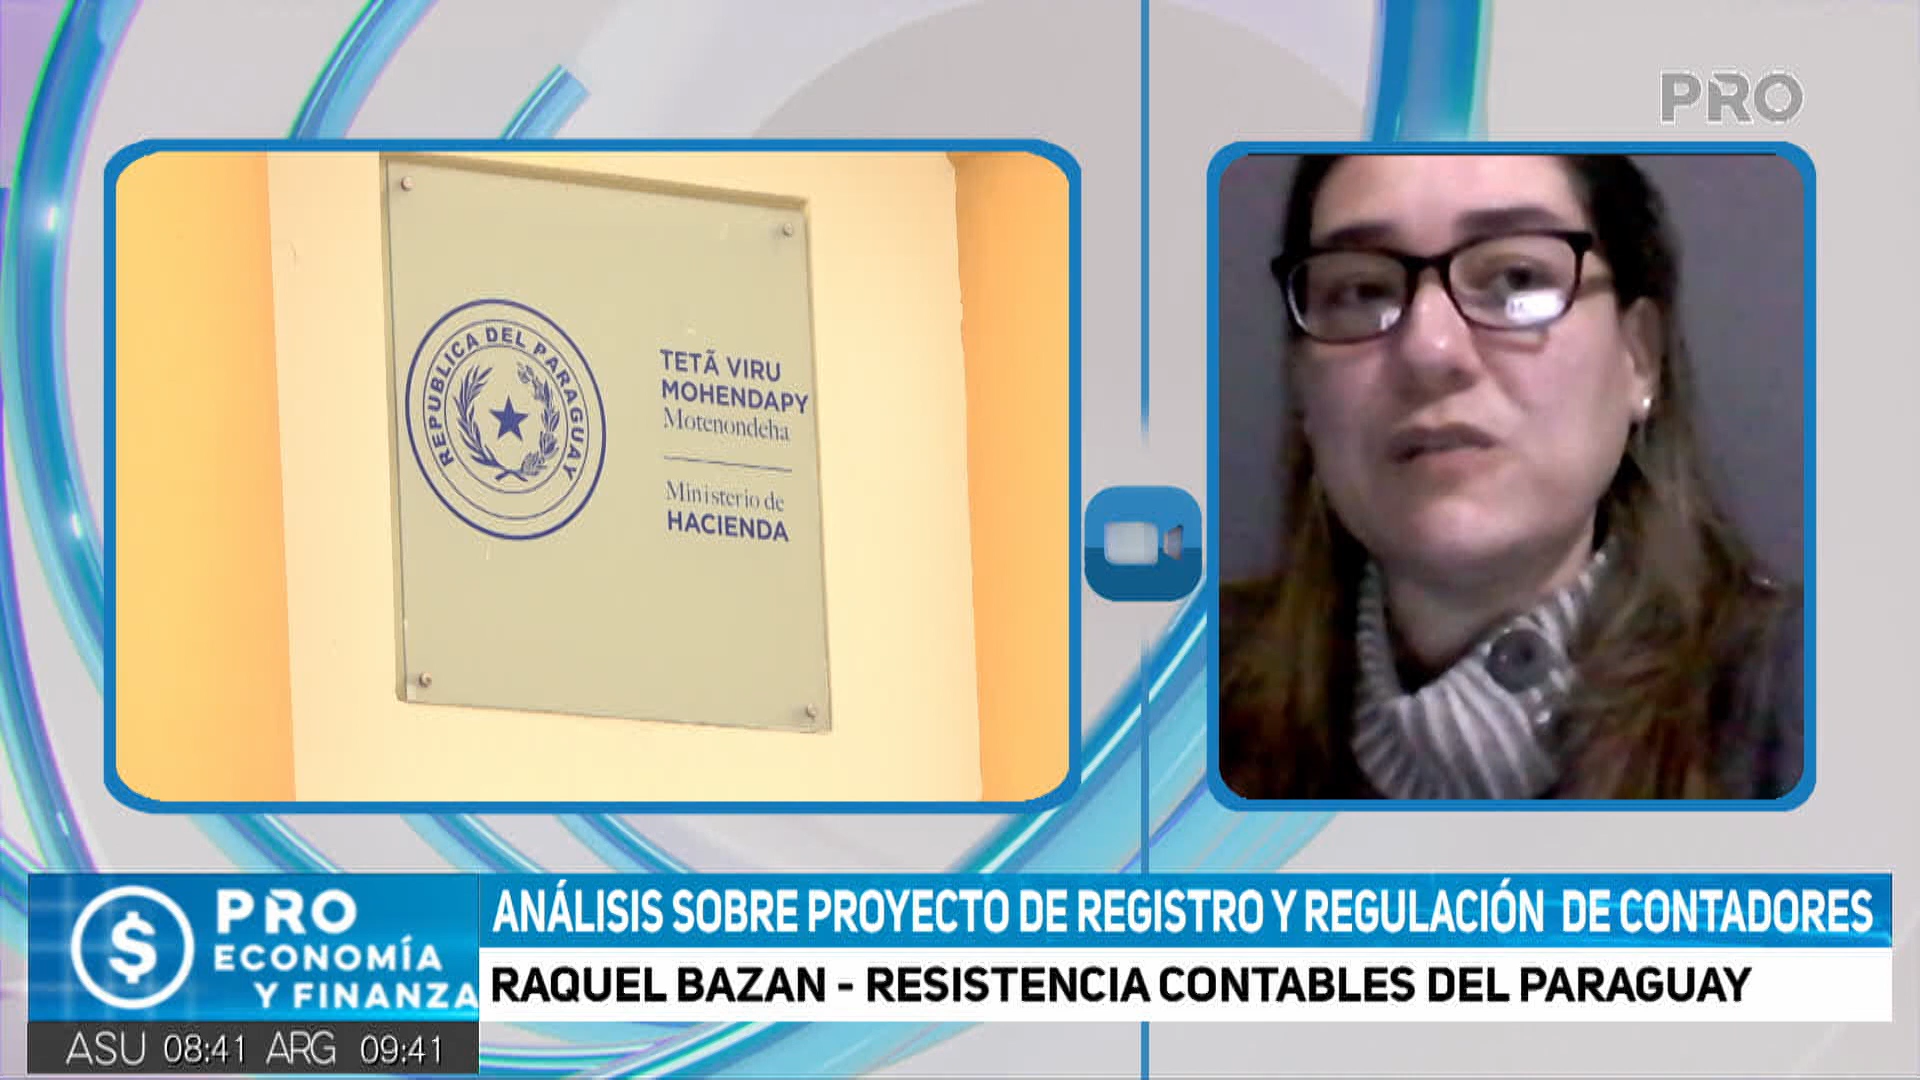 PRO
REPUBLICA DEL PARAGUAY
TETÃ VIRU
MOHENDAPY
Motenondeha
Ministerio de
HACIENDA
PRO
ECONOMÍA
Y FINANZA
ANÁLISIS SOBRE PROYECTO DE REGISTRO Y REGULACIÓN DE CONTADORES
RAQUEL BAZAN - RESISTENCIA CONTABLES DEL PARAGUAY
ASU 08:41 ARG 09:41